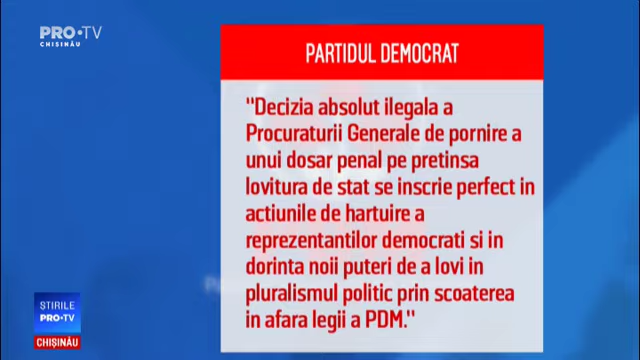 PRO•TV
CHIȘINĂU
PARTIDUL DEMOCRAT
"Decizia absolut ilegala a
Procuraturii Generale de pornire a
unui dosar penal pe pretinsa
lovitura de stat se inscrie perfect in
actiunile de hartuire a
reprezentantilor democrati si in
dorinta noii puteri de a lovi in
pluralismul politic prin scoaterea
in afara legii a PDM."
ȘTIRILE
PRO•TV
CHIȘINĂU